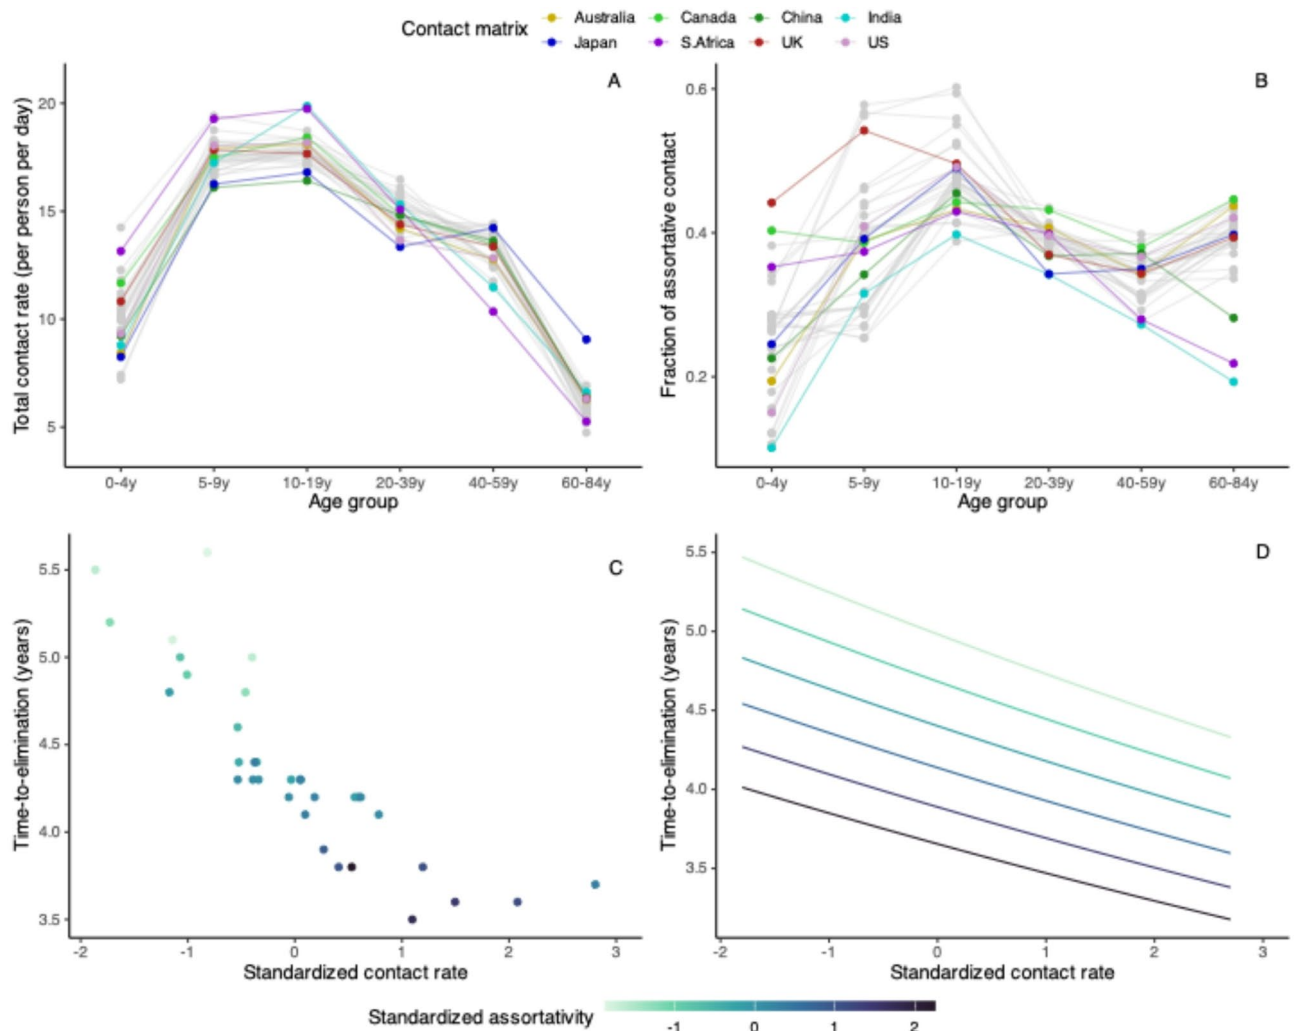 Contact matrix
Australia Canada China India
Japan S.Africa UK US
A
Total contact rate (per person per day)
20
15
10
5
0-4y 5-9y 10-19y 20-39y 40-59y 60-84y
Age group
B
Fraction of assortative contact
0.6
0.4
0.2
0-4y 5-9y 10-19y 20-39y 40-59y 60-84y
Age group
C
Time-to-elimination (years)
5.5
5.0
4.5
4.0
3.5
-2 -1 0 1 2 3
Standardized contact rate
D
Time-to-elimination (years)
5.5
5.0
4.5
4.0
3.5
-2 -1 0 1 2 3
Standardized contact rate
Standardized assortativity
-1 0 1 2